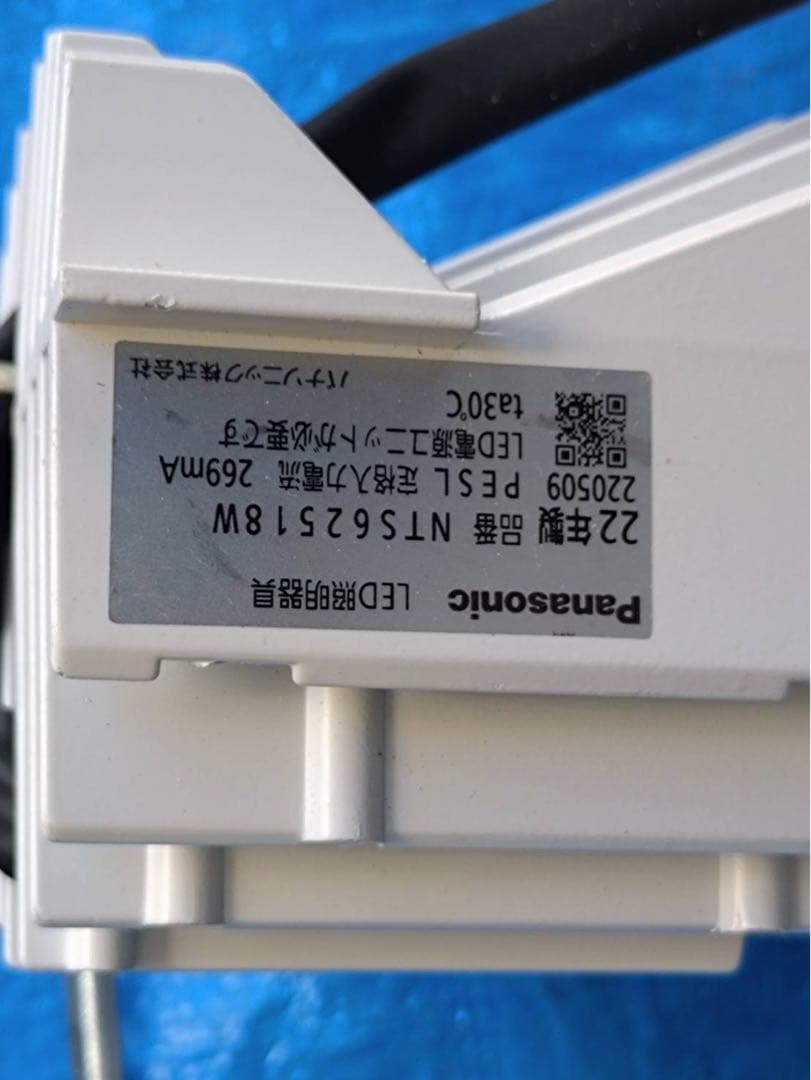 Panasonic LED照明器具
22年製 品番 NTS62518W
220509 PESL 定格入力電流 269mA
LED電源ユニットが必要です
ta30℃
パナソニック株式会社